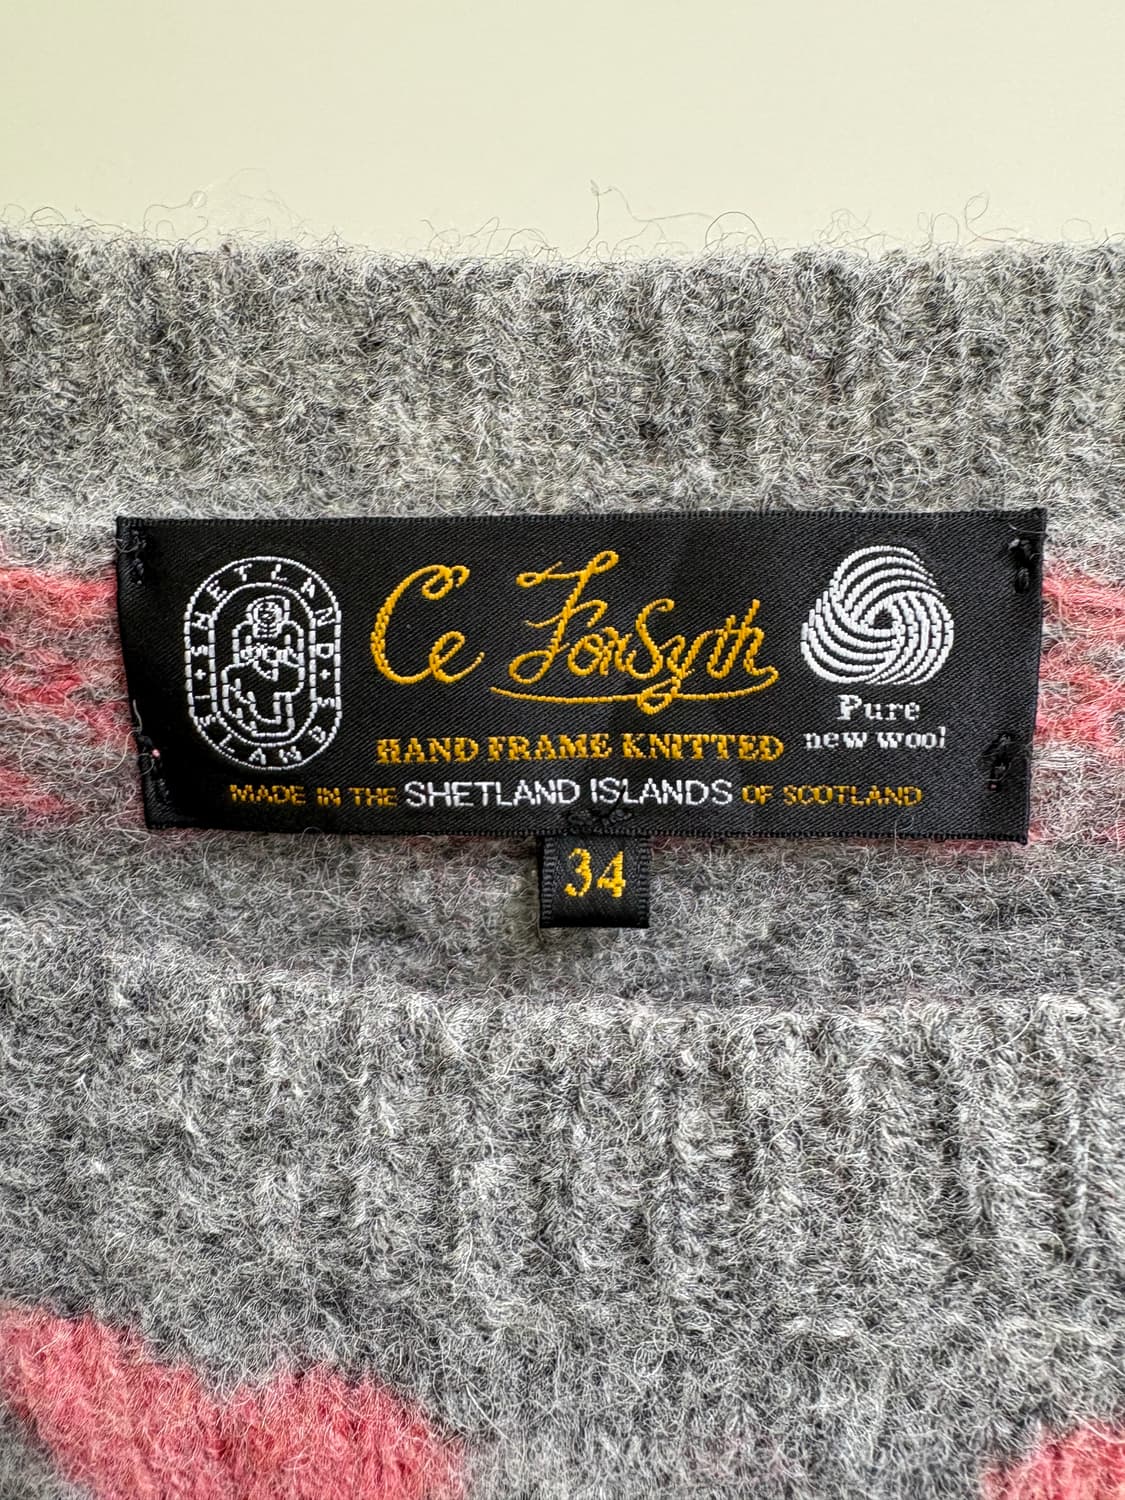 SHETLAND ISLANDS
Ce Forsyth
Pure
new wool
HAND FRAME KNITTED
MADE IN THE SHETLAND ISLANDS OF SCOTLAND
34